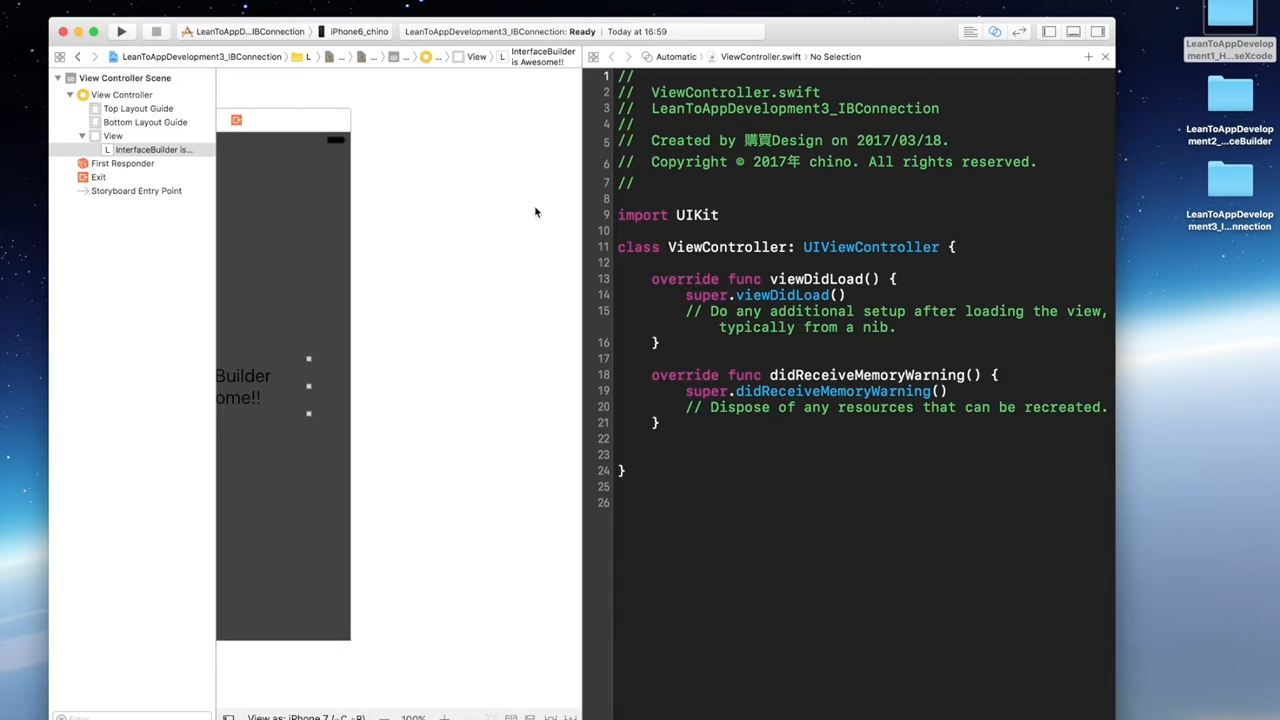 LeanToAppD...IBConnection
iPhone6_chino
LeanToAppDevelopment3_IBConnection: Ready
Today at 16:59
LeanToAppDevelopment3_IBConnection
L
...
...
...
...
View
L
InterfaceBuilder is Awesome!!
Automatic
ViewController.swift
No Selection
View Controller Scene
View Controller
Top Layout Guide
Bottom Layout Guide
View
L InterfaceBuilder is...
First Responder
Exit
Storyboard Entry Point
Builder
ome!!
1 //
2 // ViewController.swift
3 // LeanToAppDevelopment3_IBConnection
4 //
5 // Created by 購買Design on 2017/03/18.
6 // Copyright © 2017年 chino. All rights reserved.
7 //
8
9 import UIKit
10
11 class ViewController: UIViewController {
12
13 override func viewDidLoad() {
14 super.viewDidLoad()
15 // Do any additional setup after loading the view,
typically from a nib.
16 }
17
18 override func didReceiveMemoryWarning() {
19 super.didReceiveMemoryWarning()
20 // Dispose of any resources that can be recreated.
21 }
22
23
24 }
25
26
LeanToAppDevelop
ment1_H...seXcode
LeanToAppDevelop
ment2_...ceBuilder
LeanToAppDevelop
ment3_I...nnection
Filter
View as: iPhone 7
100%